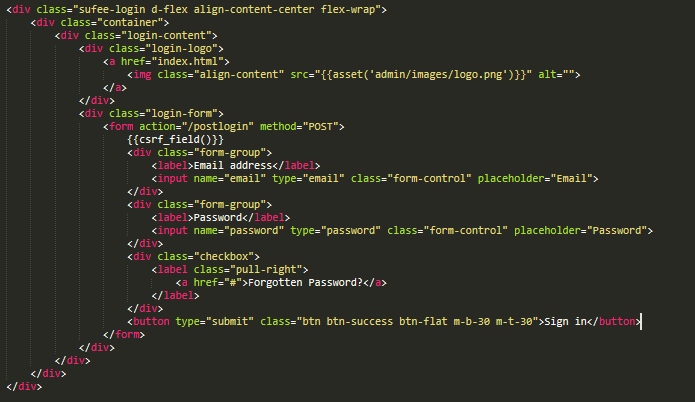 <div class="sufee-login d-flex align-content-center flex-wrap">
<div class="container">
<div class="login-content">
<div class="login-logo">
<a href="index.html">
<img class="align-content" src="{{asset('admin/images/logo.png')}}" alt="">
</a>
</div>
<div class="login-form">
<form action="/postlogin" method="POST">
{{csrf_field()}}
<div class="form-group">
<label>Email address</label>
<input name="email" type="email" class="form-control" placeholder="Email">
</div>
<div class="form-group">
<label>Password</label>
<input name="password" type="password" class="form-control" placeholder="Password">
</div>
<div class="checkbox">
<label class="pull-right">
<a href="#">Forgotten Password?</a>
</label>
</div>
<button type="submit" class="btn btn-success btn-flat m-b-30 m-t-30">Sign in</button>
</form>
</div>
</div>
</div>
</div>